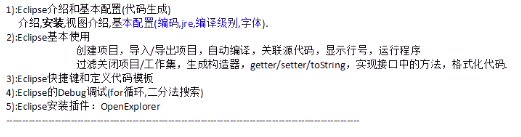 1):Eclipse介绍和基本配置(代码生成)
介绍,安装,视图介绍,基本配置(编码,jre,编译级别,字体).
2):Eclipse基本使用
创建项目，导入/导出项目，自动编译，关联源代码，显示行号，运行程序
过滤关闭项目/工作集，生成构造器，getter/setter/toString，实现接口中的方法，格式化代码.
3):Eclipse快捷键和定义代码模板
4):Eclipse的Debug调试(for循环,二分法搜索)
5):Eclipse安装插件：OpenExplorer